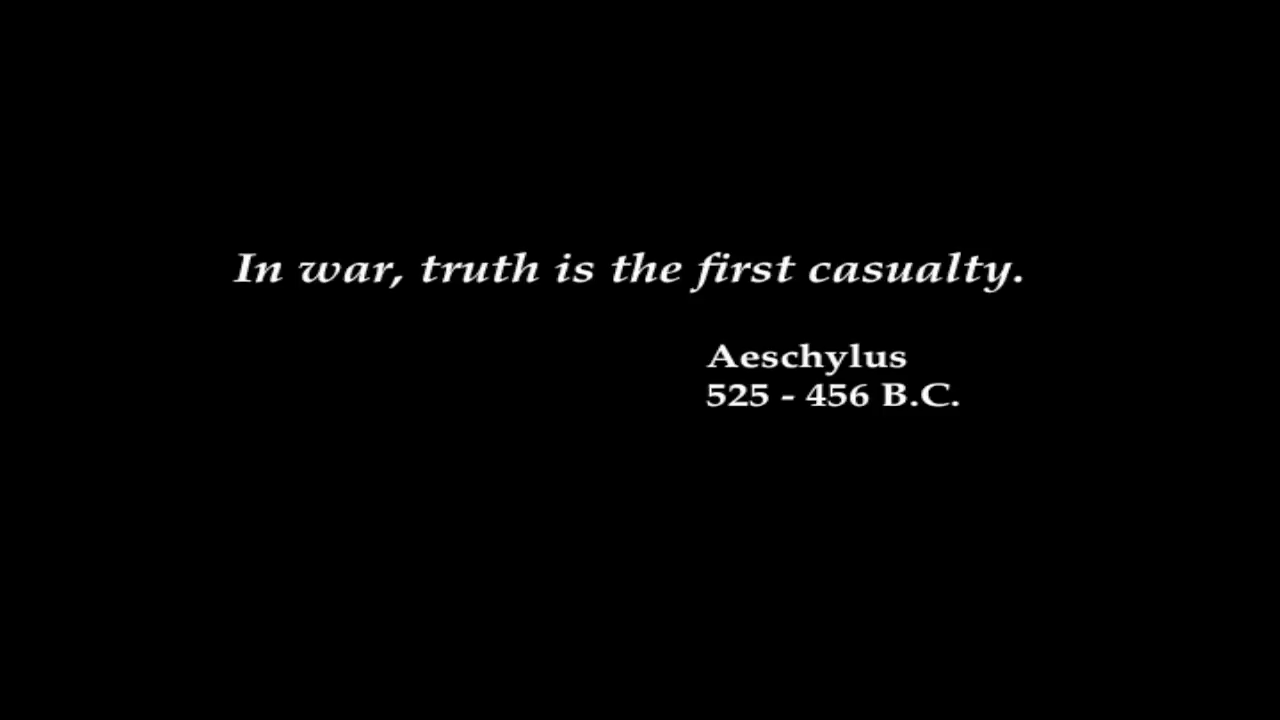 In war, truth is the first casualty.
Aeschylus
525 - 456 B.C.